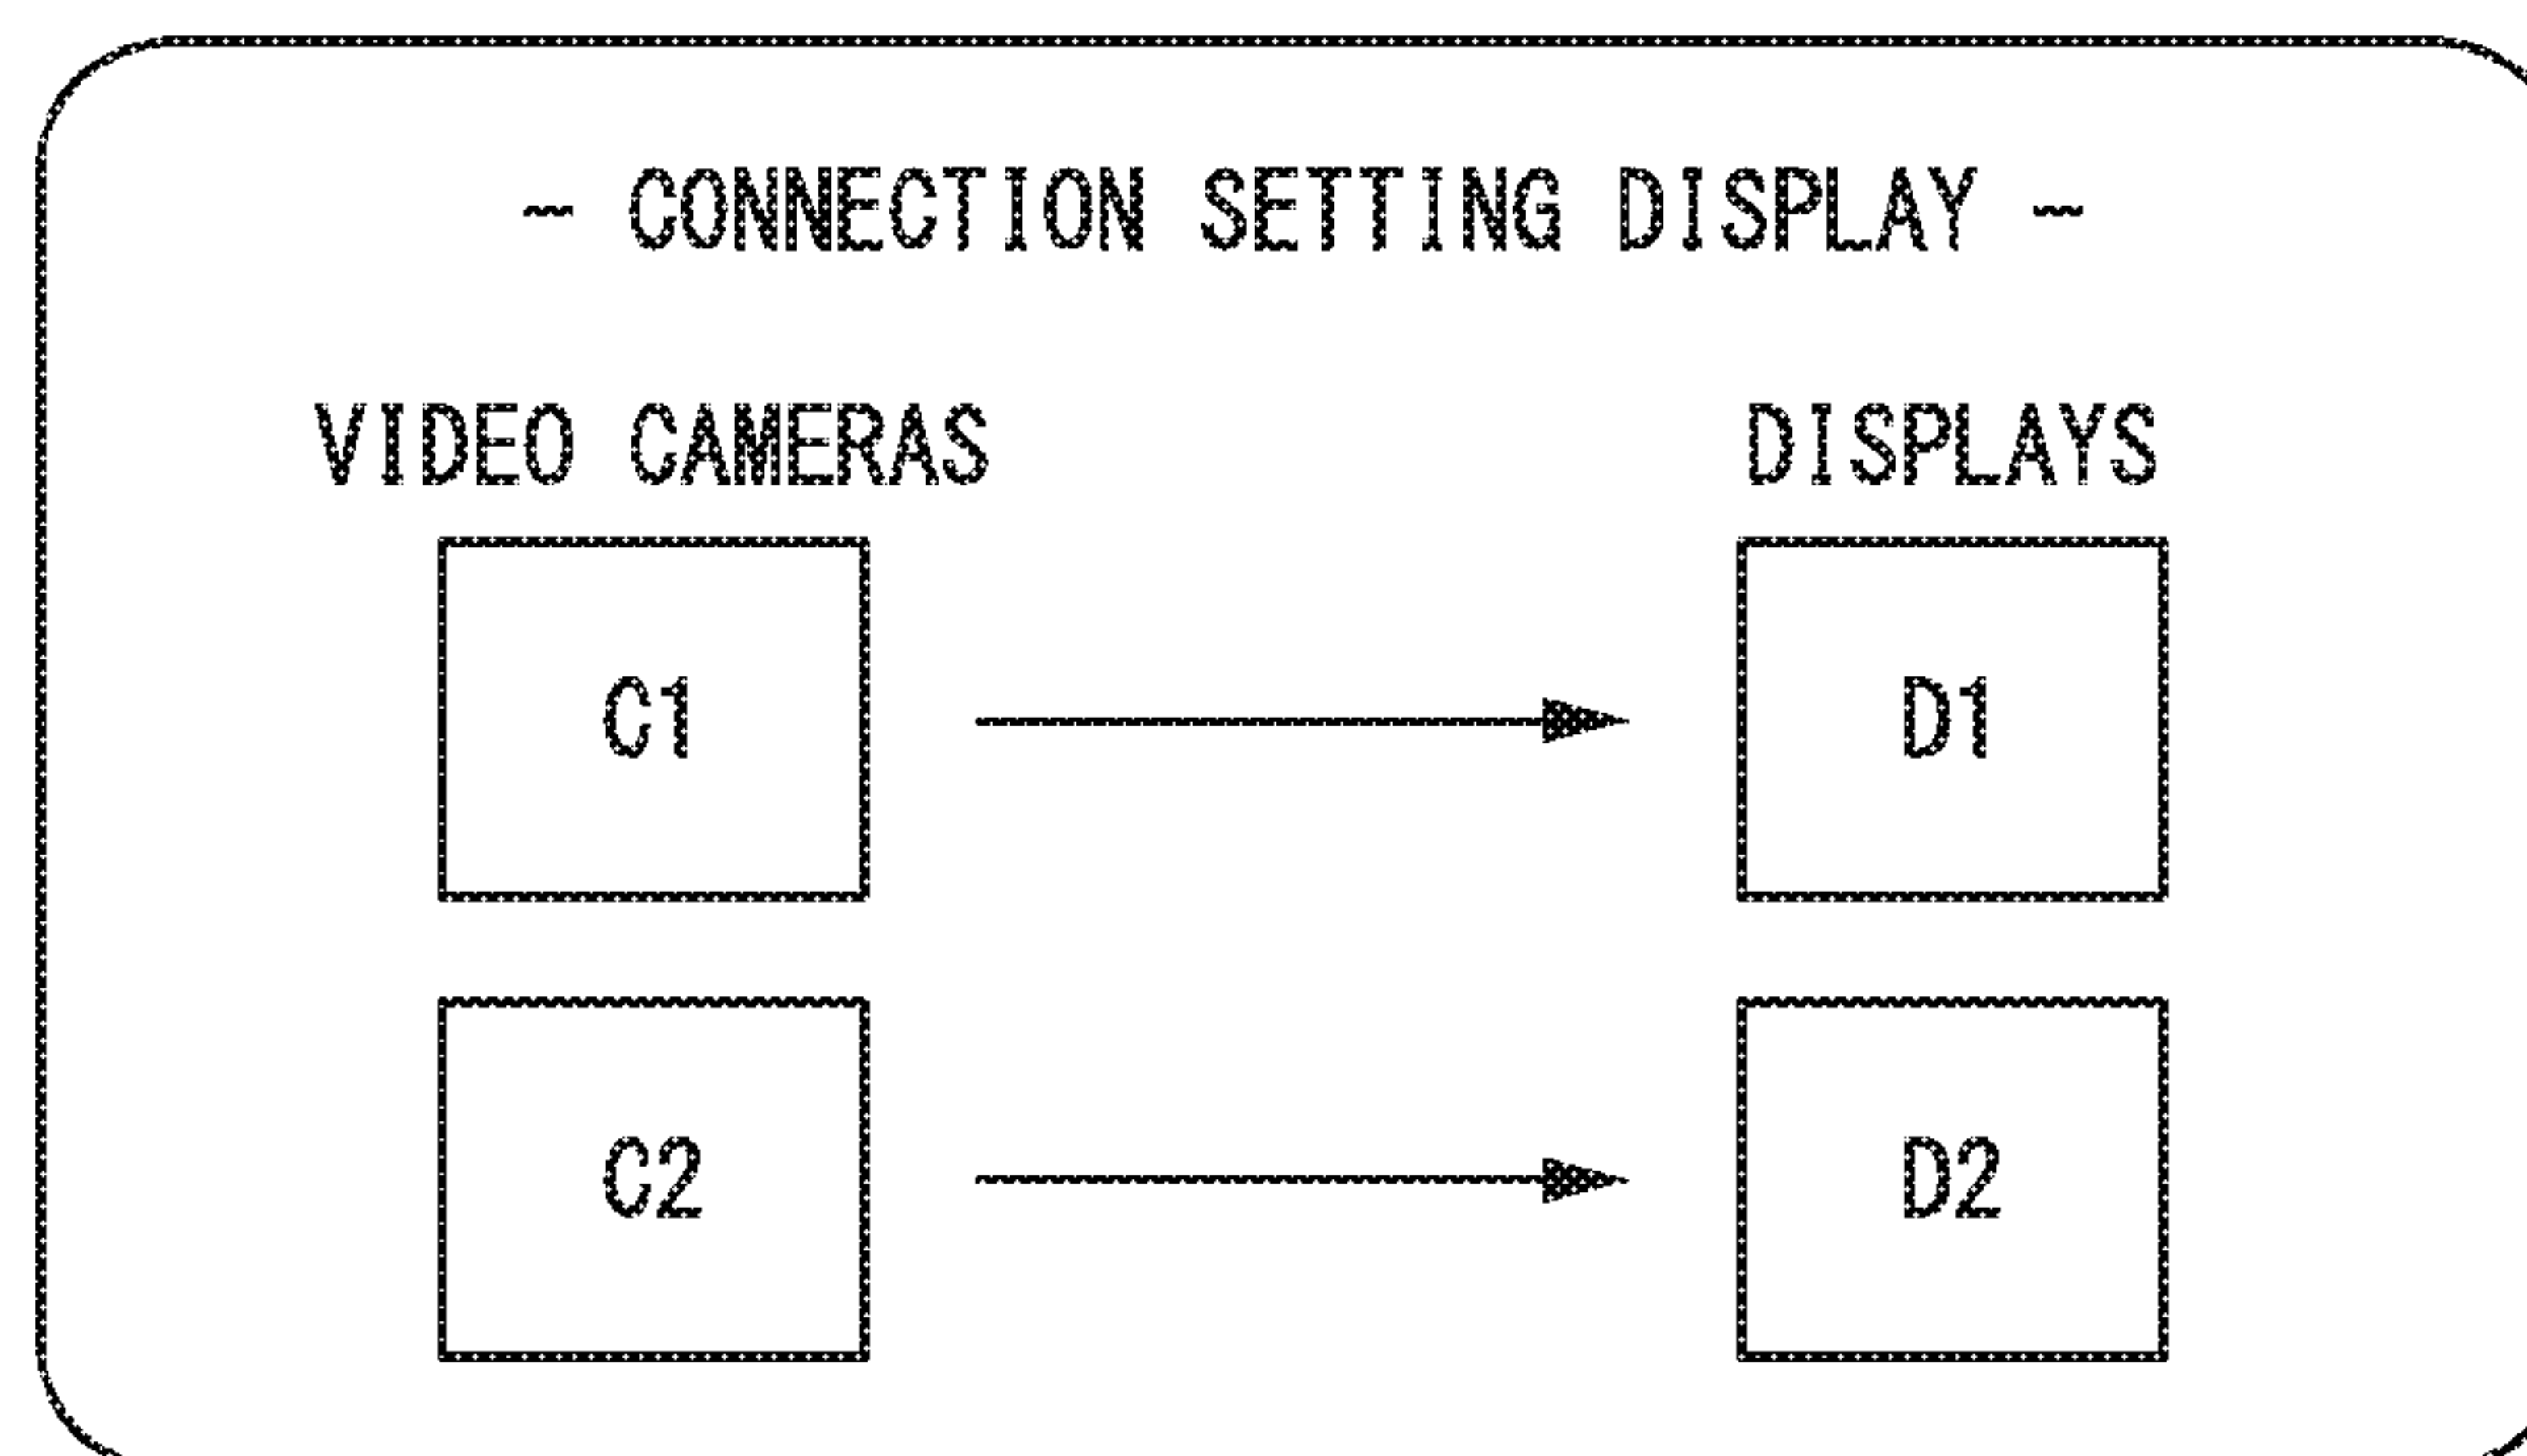 ~ CONNECTION SETTING DISPLAY ~
VIDEO CAMERAS DISPLAYS
C1 D1
C2 D2